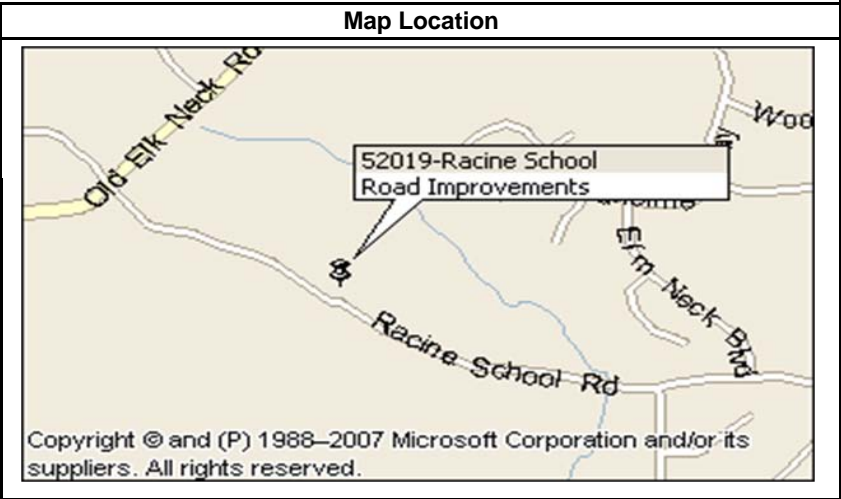 Map Location
Old Elk Neck Rd
52019-Racine School
Road Improvements
Elm Neck Blvd
Racine School Rd
Copyright © and (P) 1988–2007 Microsoft Corporation and/or its
suppliers. All rights reserved.